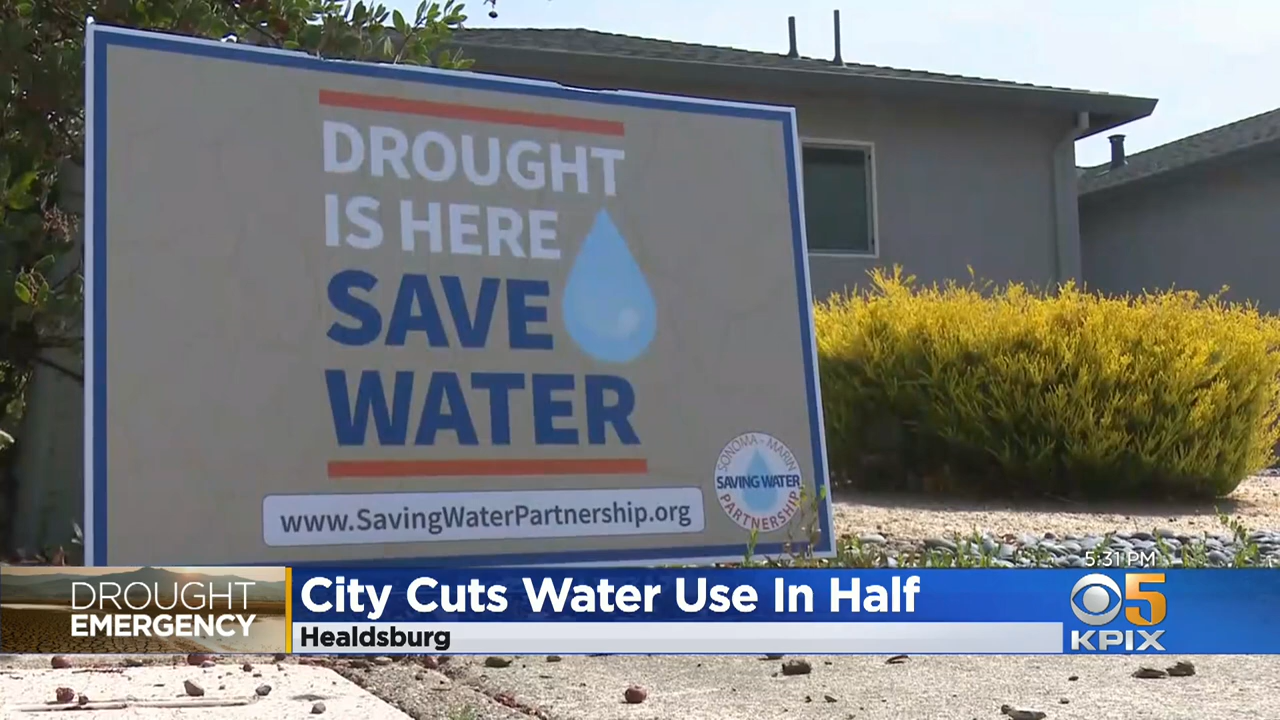 DROUGHT
IS HERE
SAVE
WATER
www.SavingWaterPartnership.org
SONOMA - MARIN
SAVING WATER
PARTNERSHIP
5:31 PM
DROUGHT
EMERGENCY
City Cuts Water Use In Half
Healdsburg
5
KPIX